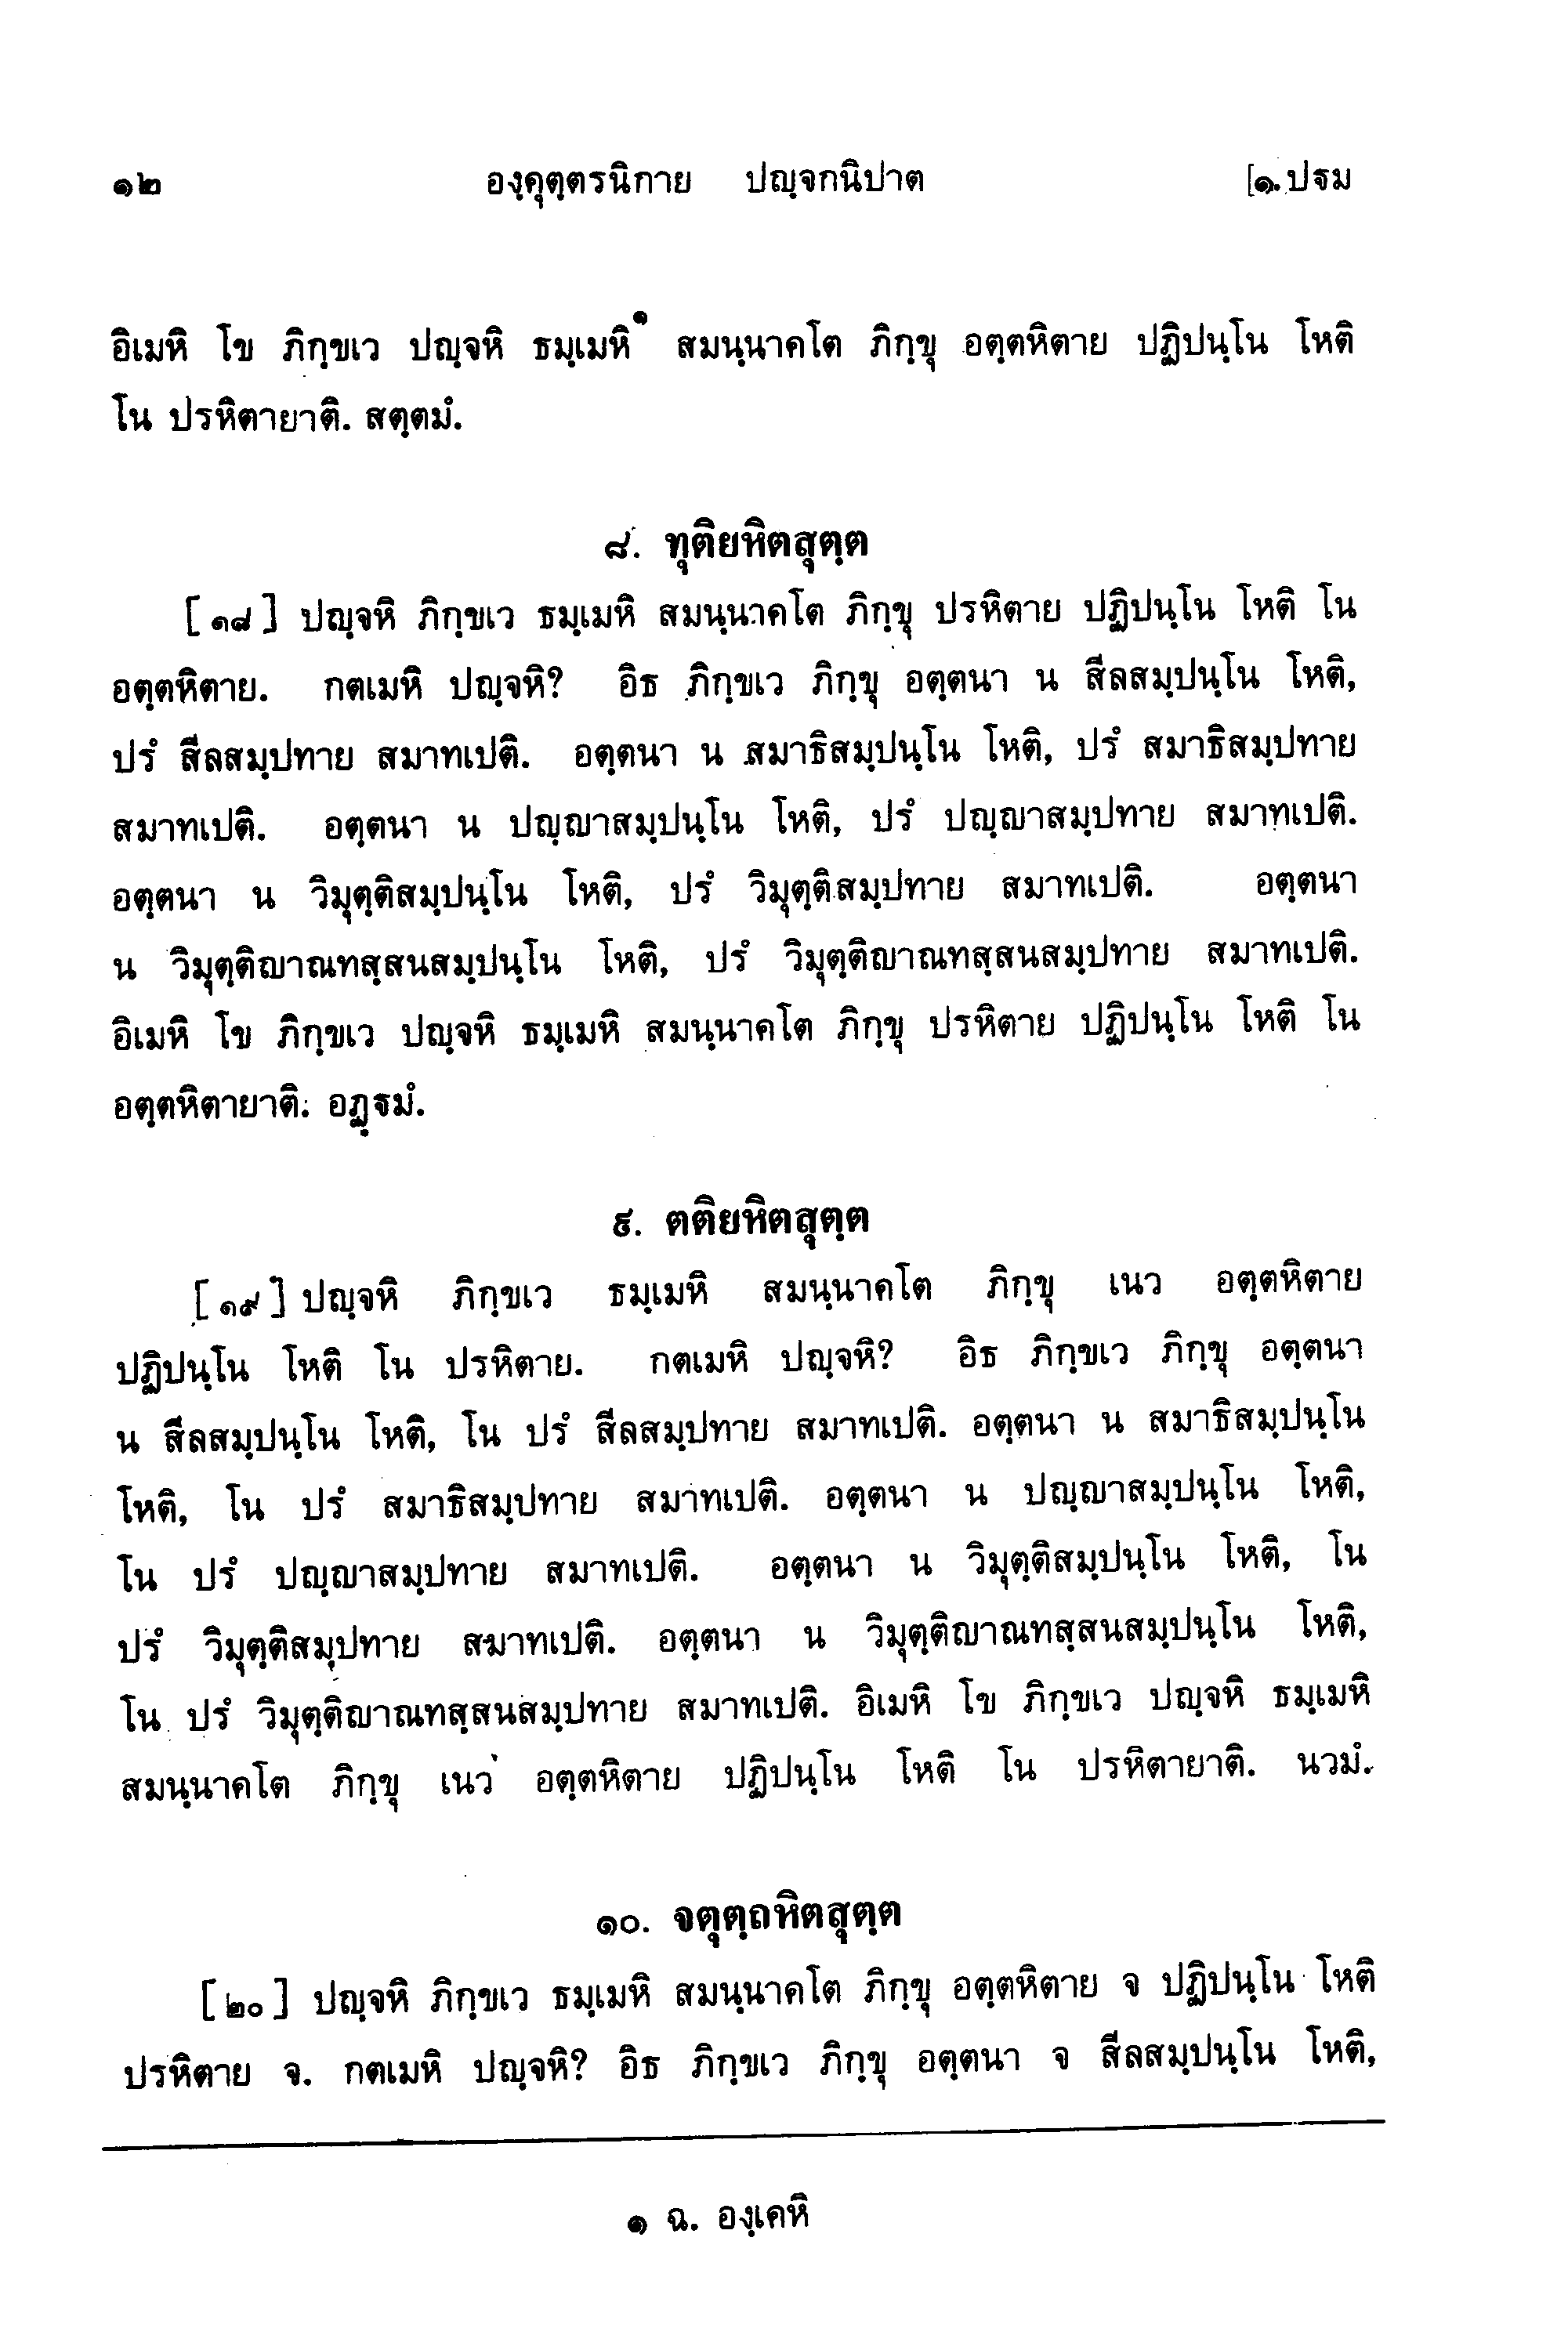 ๑๒ องฺคุตฺตรนิกาย ปญฺจกนิปาต [๑.ปฐม
อิเมหิ โข ภิกฺขเว ปญฺจหิ ธมฺเมหิ๑ สมนฺนาคโต ภิกฺขุ อตฺตหิตาย ปฏิปนฺโน โหติ
โน ปรหิตายาติ. สตฺตมํ.
๘. ทุติยหิตสุตฺต
[๑๘] ปญฺจหิ ภิกฺขเว ธมฺเมหิ สมนฺนาคโต ภิกฺขุ ปรหิตาย ปฏิปนฺโน โหติ โน
อตฺตหิตาย. กตเมหิ ปญฺจหิ? อิธ ภิกฺขเว ภิกฺขุ อตฺตนา น สีลสมฺปนฺโน โหติ,
ปรํ สีลสมฺปทาย สมาทเปติ. อตฺตนา น สมาธิสมฺปนฺโน โหติ, ปรํ สมาธิสมฺปทาย
สมาทเปติ. อตฺตนา น ปญฺญาสมฺปนฺโน โหติ, ปรํ ปญฺญาสมฺปทาย สมาทเปติ.
อตฺตนา น วิมุตฺติสมฺปนฺโน โหติ, ปรํ วิมุตฺติสมฺปทาย สมาทเปติ. อตฺตนา
น วิมุตฺติญาณทสฺสนสมฺปนฺโน โหติ, ปรํ วิมุตฺติญาณทสฺสนสมฺปทาย สมาทเปติ.
อิเมหิ โข ภิกฺขเว ปญฺจหิ ธมฺเมหิ สมนฺนาคโต ภิกฺขุ ปรหิตาย ปฏิปนฺโน โหติ โน
อตฺตหิตายาติ. อฏฺฐมํ.
๙. ตติยหิตสุตฺต
[๑๙] ปญฺจหิ ภิกฺขเว ธมฺเมหิ สมนฺนาคโต ภิกฺขุ เนว อตฺตหิตาย
ปฏิปนฺโน โหติ โน ปรหิตาย. กตเมหิ ปญฺจหิ? อิธ ภิกฺขเว ภิกฺขุ อตฺตนา
น สีลสมฺปนฺโน โหติ, โน ปรํ สีลสมฺปทาย สมาทเปติ. อตฺตนา น สมาธิสมฺปนฺโน
โหติ, โน ปรํ สมาธิสมฺปทาย สมาทเปติ. อตฺตนา น ปญฺญาสมฺปนฺโน โหติ,
โน ปรํ ปญฺญาสมฺปทาย สมาทเปติ. อตฺตนา น วิมุตฺติสมฺปนฺโน โหติ, โน
ปรํ วิมุตฺติสมฺปทาย สมาทเปติ. อตฺตนา น วิมุตฺติญาณทสฺสนสมฺปนฺโน โหติ,
โน ปรํ วิมุตฺติญาณทสฺสนสมฺปทาย สมาทเปติ. อิเมหิ โข ภิกฺขเว ปญฺจหิ ธมฺเมหิ
สมนฺนาคโต ภิกฺขุ เนว อตฺตหิตาย ปฏิปนฺโน โหติ โน ปรหิตายาติ. นวมํ.
๑๐. จตุตฺถหิตสุตฺต
[๒๐] ปญฺจหิ ภิกฺขเว ธมฺเมหิ สมนฺนาคโต ภิกฺขุ อตฺตหิตาย จ ปฏิปนฺโน โหติ
ปรหิตาย จ. กตเมหิ ปญฺจหิ? อิธ ภิกฺขเว ภิกฺขุ อตฺตนา จ สีลสมฺปนฺโน โหติ,
๑ ฉ. องฺเคหิ